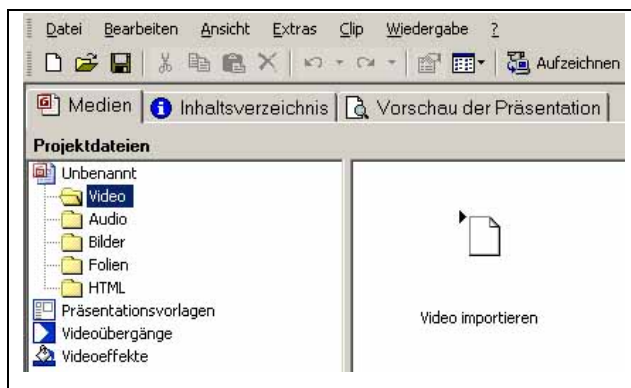 Datei Bearbeiten Ansicht Extras Clip Wiedergabe ?
Aufzeichnen
Medien Inhaltsverzeichnis Vorschau der Präsentation
Projektdateien
Unbenannt
Video
Audio
Bilder
Folien
HTML
Präsentationsvorlagen
Videoübergänge
Videoeffekte
Video importieren